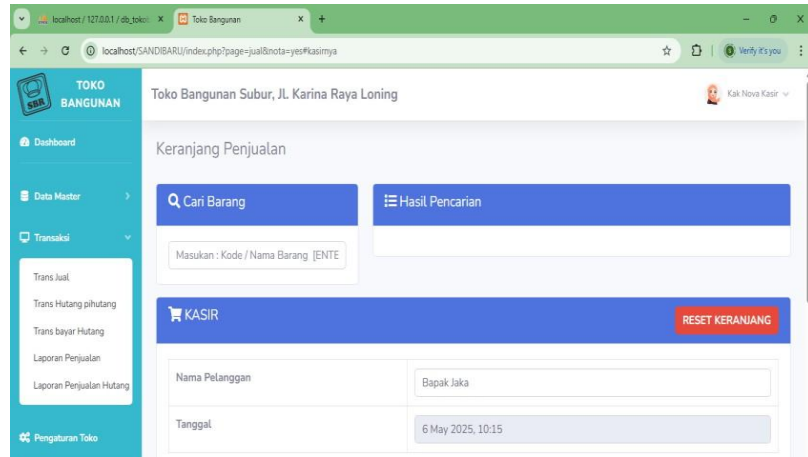 localhost / 127.0.0.1 / db_toko
Toko Bangunan
localhost/SANDIBARU/index.php?page=jual&nota=yes#kasirnya
Verify it's you
SBR
TOKO
BANGUNAN
Toko Bangunan Subur, JL. Karina Raya Loning
Kak Nova Kasir
Dashboard
Keranjang Penjualan
Data Master
Cari Barang
Hasil Pencarian
Transaksi
Masukan : Kode / Nama Barang [ENTE
Trans Jual
Trans Hutang pihutang
Trans bayar Hutang
Laporan Penjualan
Laporan Penjualan Hutang
KASIR
RESET KERANJANG
Nama Pelanggan
Bapak Jaka
Tanggal
6 May 2025, 10:15
Pengaturan Toko